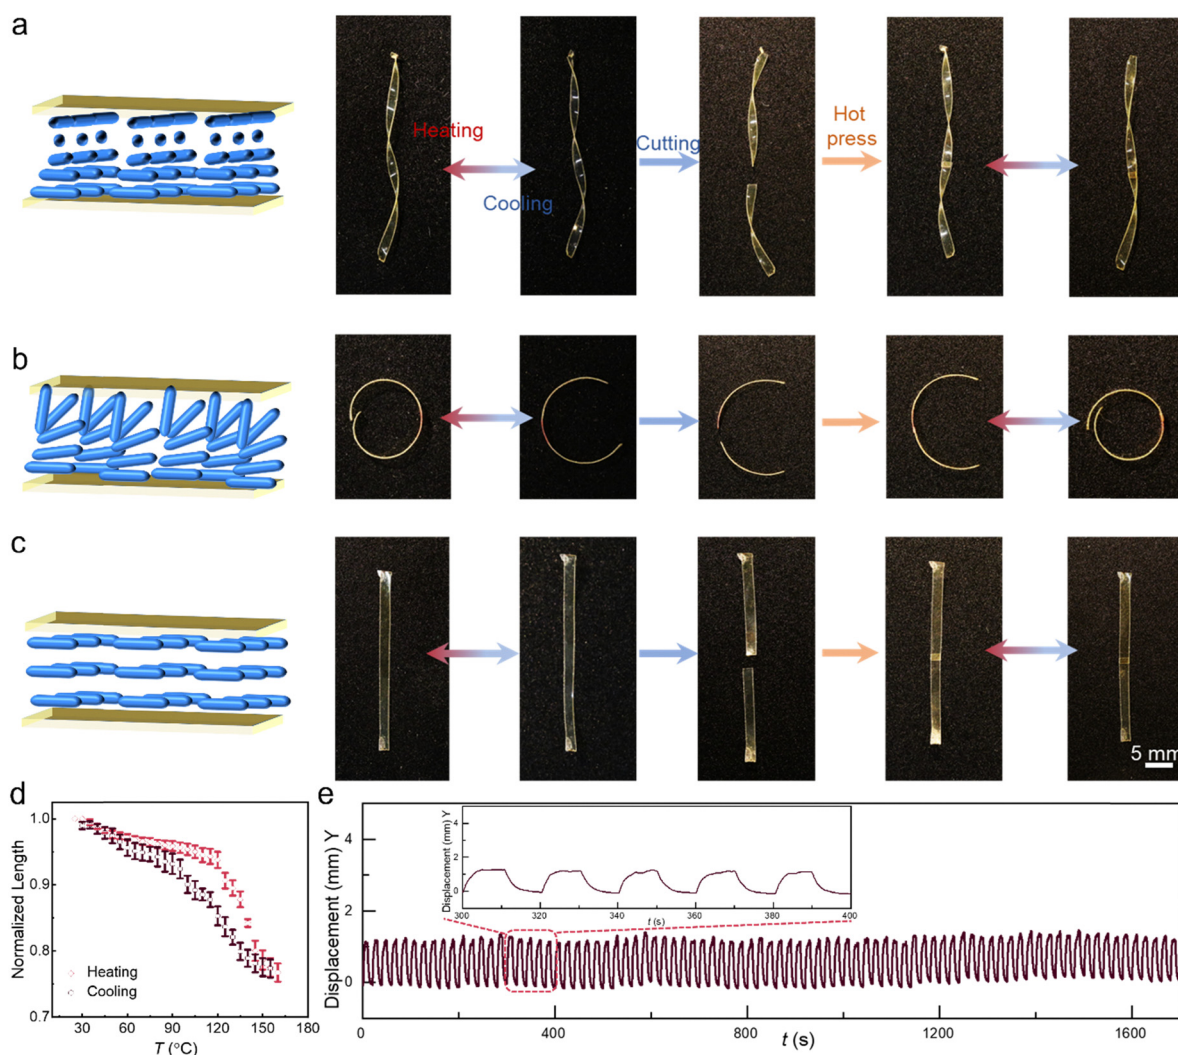 a
Heating
Cooling
Cutting
Hot
press
b
c
5 mm
d
Normalized Length
1.0
0.9
0.8
0.7
Heating
Cooling
30
60
90
120
150
180
T (°C)
e
Displacement (mm) Y
4
2
0
0
400
800
1200
1600
t (s)
Displacement (mm) Y
4
2
0
300
320
340
360
380
400
t (s)